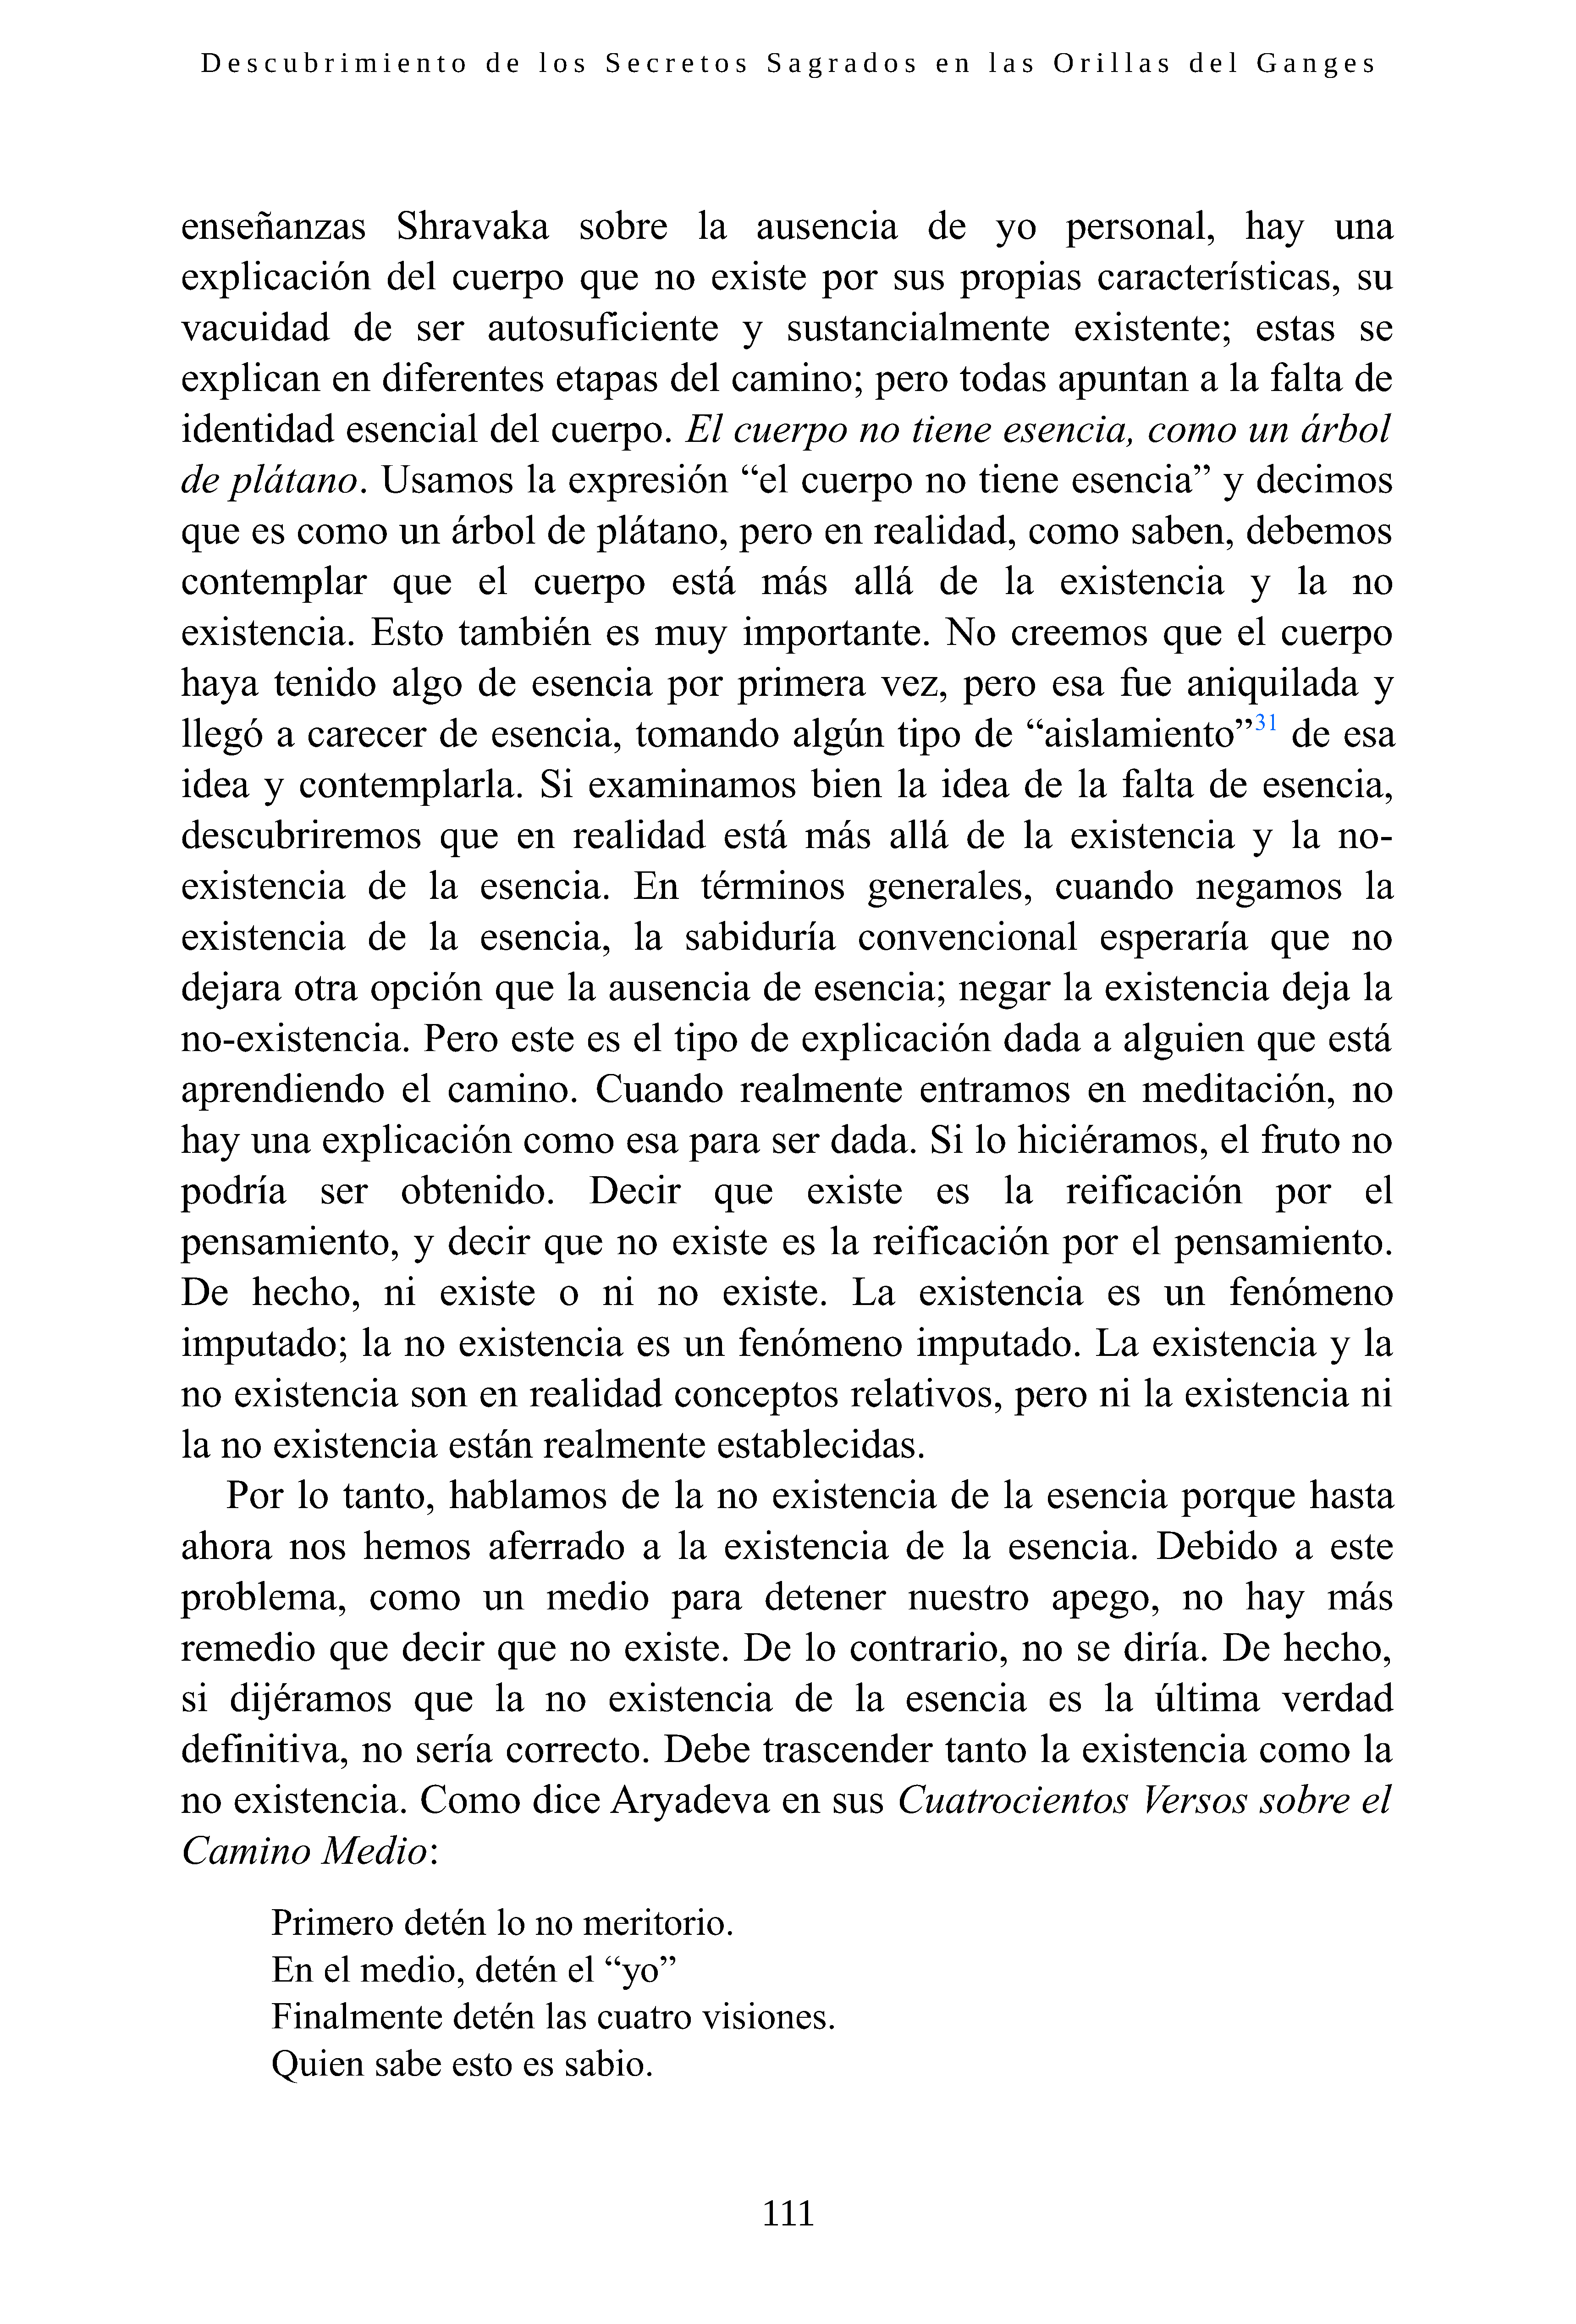 Descubrimiento de los Secretos Sagrados en las Orillas del Ganges
enseñanzas Shravaka sobre la ausencia de yo personal, hay una
explicación del cuerpo que no existe por sus propias características, su
vacuidad de ser autosuficiente y sustancialmente existente; estas se
explican en diferentes etapas del camino; pero todas apuntan a la falta de
identidad esencial del cuerpo. El cuerpo no tiene esencia, como un árbol
de plátano. Usamos la expresión “el cuerpo no tiene esencia” y decimos
que es como un árbol de plátano, pero en realidad, como saben, debemos
contemplar que el cuerpo está más allá de la existencia y la no
existencia. Esto también es muy importante. No creemos que el cuerpo
haya tenido algo de esencia por primera vez, pero esa fue aniquilada y
llegó a carecer de esencia, tomando algún tipo de “aislamiento”31 de esa
idea y contemplarla. Si examinamos bien la idea de la falta de esencia,
descubriremos que en realidad está más allá de la existencia y la no-
existencia de la esencia. En términos generales, cuando negamos la
existencia de la esencia, la sabiduría convencional esperaría que no
dejara otra opción que la ausencia de esencia; negar la existencia deja la
no-existencia. Pero este es el tipo de explicación dada a alguien que está
aprendiendo el camino. Cuando realmente entramos en meditación, no
hay una explicación como esa para ser dada. Si lo hiciéramos, el fruto no
podría ser obtenido. Decir que existe es la reificación por el
pensamiento, y decir que no existe es la reificación por el pensamiento.
De hecho, ni existe o ni no existe. La existencia es un fenómeno
imputado; la no existencia es un fenómeno imputado. La existencia y la
no existencia son en realidad conceptos relativos, pero ni la existencia ni
la no existencia están realmente establecidas.
Por lo tanto, hablamos de la no existencia de la esencia porque hasta
ahora nos hemos aferrado a la existencia de la esencia. Debido a este
problema, como un medio para detener nuestro apego, no hay más
remedio que decir que no existe. De lo contrario, no se diría. De hecho,
si dijéramos que la no existencia de la esencia es la última verdad
definitiva, no sería correcto. Debe trascender tanto la existencia como la
no existencia. Como dice Aryadeva en sus Cuatrocientos Versos sobre el
Camino Medio:
Primero detén lo no meritorio.
En el medio, detén el “yo”
Finalmente detén las cuatro visiones.
Quien sabe esto es sabio.
111